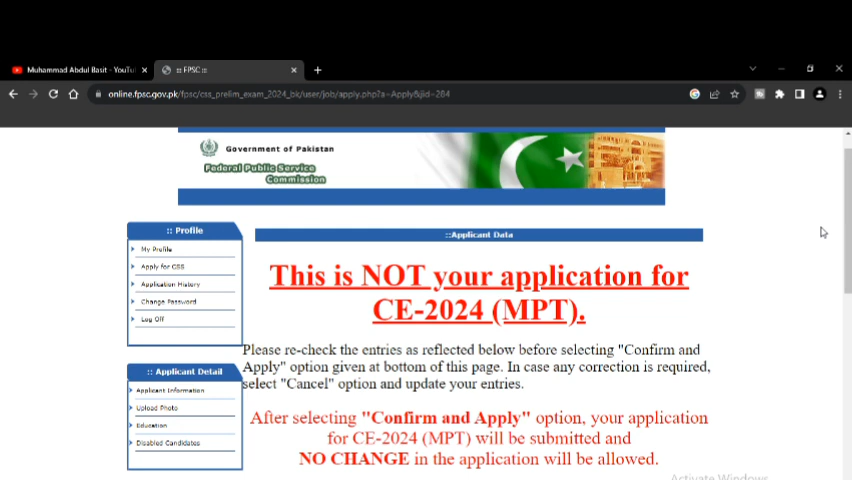 Muhammad Abdul Basit - YouTu
:: FPSC ::
online.fpsc.gov.pk/fpsc/css_prelim_exam_2024_bk/user/job/apply.php?a=Apply&jid=284
Government of Pakistan
Federal Public Service
Commission
:: Profile
My Profile
Apply for CSS
Application History
Change Password
Log Off
:: Applicant Detail
Applicant Information
Upload Photo
Education
Disabled Candidates
::Applicant Data
This is NOT your application for
CE-2024 (MPT).
Please re-check the entries as reflected below before selecting "Confirm and
Apply" option given at bottom of this page. In case any correction is required,
select "Cancel" option and update your entries.
After selecting "Confirm and Apply" option, your application
for CE-2024 (MPT) will be submitted and
NO CHANGE in the application will be allowed.
Activate Windows